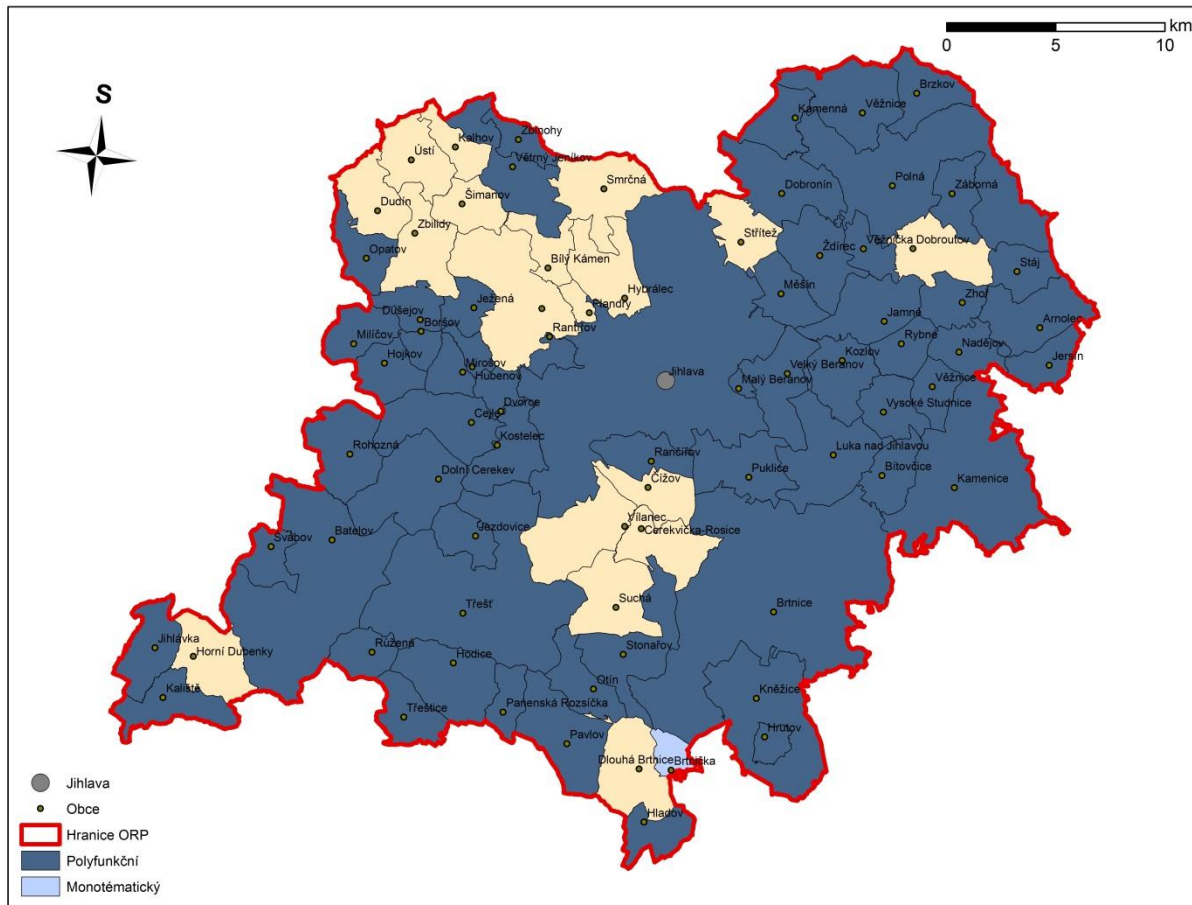 km
0 5 10
S
Brzkov
Věžnice
Kamenná
Zbinohy
Kalhov
Ústí
Větrný Jeníkov
Smrčná
Polná
Dobronín
Záborná
Šimanov
Dudín
Zbilidy
Střítež
Věžnička
Dobroutov
Ždírec
Opatov
Bílý Kámen
Stáj
Měšín
Hybrálec
Zhoř
Ježená
Plandry
Dúšejov
Boršov
Jamné
Arnolec
Rantířov
Milíčov
Rybné
Nadějov
Hojkov
Mirošov
Hubenov
Kozlov
Jersín
Velký Beranov
Jihlava
Malý Beranov
Věžnice
Dvorce
Cejle
Vysoké Studnice
Kostelec
Rohozná
Rančířov
Luka nad Jihlavou
Dolní Cerekev
Puklice
Bítovčice
Čížov
Kamenice
Vílanec
Cerekvička-Rosice
Jezdovice
Batelov
Švábov
Třešť
Suchá
Brtnice
Jihlávka
Horní Dubenky
Růžená
Stonařov
Hodice
Otín
Kaliště
Kněžice
Třeštice
Panenská Rozsíčka
Hrutov
Pavlov
Dlouhá Brtnice
Brtnička
Hladov
Jihlava
Obce
Hranice ORP
Polyfunkční
Monotématický